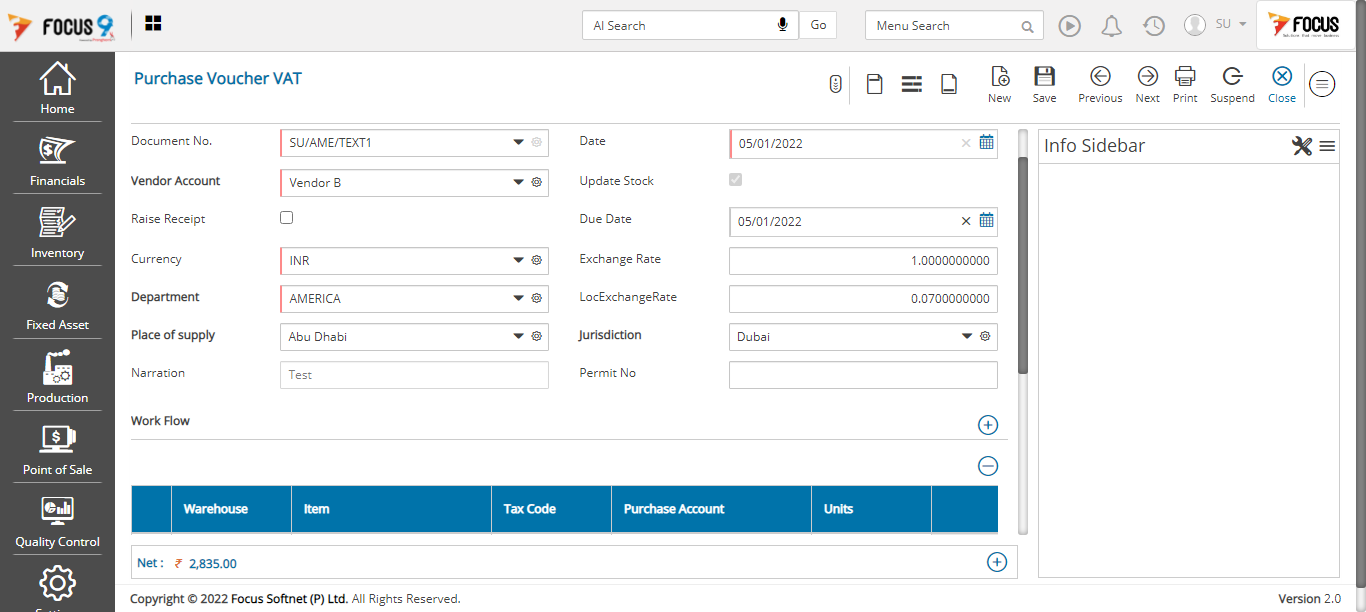 FOCUS 9
AI Search
Go
Menu Search
SU
FOCUS
Home
Financials
Inventory
Fixed Asset
Production
Point of Sale
Quality Control
Purchase Voucher VAT
New
Save
Previous
Next
Print
Suspend
Close
Document No.
SU/AME/TEXT1
Date
05/01/2022
Vendor Account
Vendor B
Update Stock
Raise Receipt
Due Date
05/01/2022
Currency
INR
Exchange Rate
1.0000000000
Department
AMERICA
LocExchangeRate
0.0700000000
Place of supply
Abu Dhabi
Jurisdiction
Dubai
Narration
Test
Permit No
Work Flow
Warehouse
Item
Tax Code
Purchase Account
Units
Net : ₹ 2,835.00
Info Sidebar
Copyright © 2022 Focus Softnet (P) Ltd. All Rights Reserved.
Version 2.0